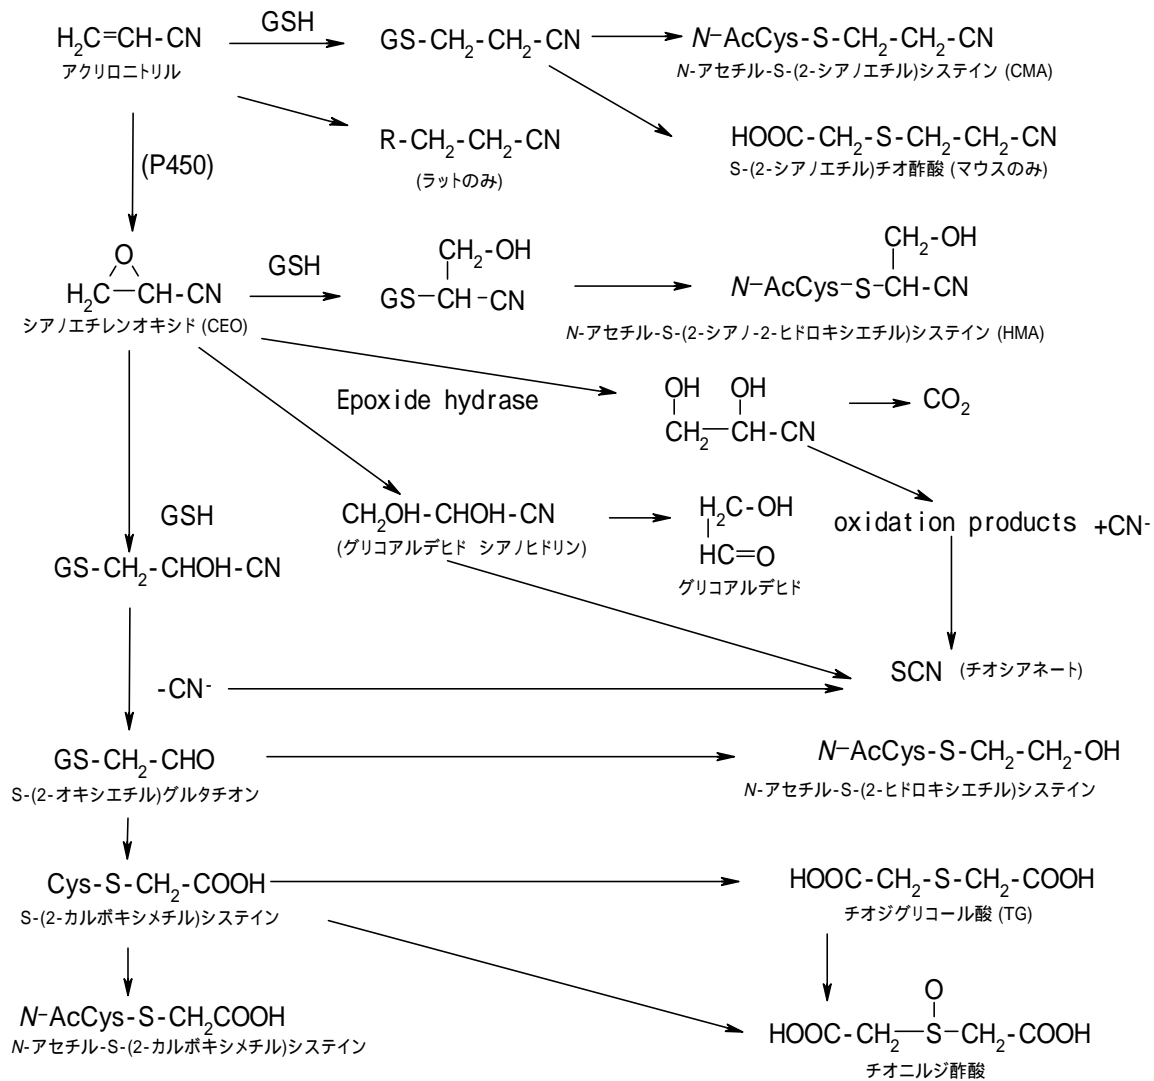 H2C=CH-CN
アクリロニトリル
GSH
GS-CH2-CH2-CN
N-AcCys-S-CH2-CH2-CN
N-アセチル-S-(2-シアノエチル)システイン (CMA)
R-CH2-CH2-CN
(ラットのみ)
HOOC-CH2-S-CH2-CH2-CN
S-(2-シアノエチル)チオ酢酸 (マウスのみ)
(P450)
O
H2C-CH-CN
シアノエチレンオキシド (CEO)
GSH
CH2-OH
GS-CH-CN
CH2-OH
N-AcCys-S-CH-CN
N-アセチル-S-(2-シアノ-2-ヒドロキシエチル)システイン (HMA)
Epoxide hydrase
OH OH
CH2-CH-CN
CO2
GSH
GS-CH2-CHOH-CN
CH2OH-CHOH-CN
(グリコアルデヒド シアノヒドリン)
H2C-OH
HC=O
グリコアルデヒド
oxidation products +CN-
SCN (チオシアネート)
-CN-
GS-CH2-CHO
S-(2-オキシエチル)グルタチオン
N-AcCys-S-CH2-CH2-OH
N-アセチル-S-(2-ヒドロキシエチル)システイン
Cys-S-CH2-COOH
S-(2-カルボキシメチル)システイン
HOOC-CH2-S-CH2-COOH
チオジグリコール酸 (TG)
N-AcCys-S-CH2COOH
N-アセチル-S-(2-カルボキシメチル)システイン
O
HOOC-CH2-S-CH2-COOH
チオニルジ酢酸